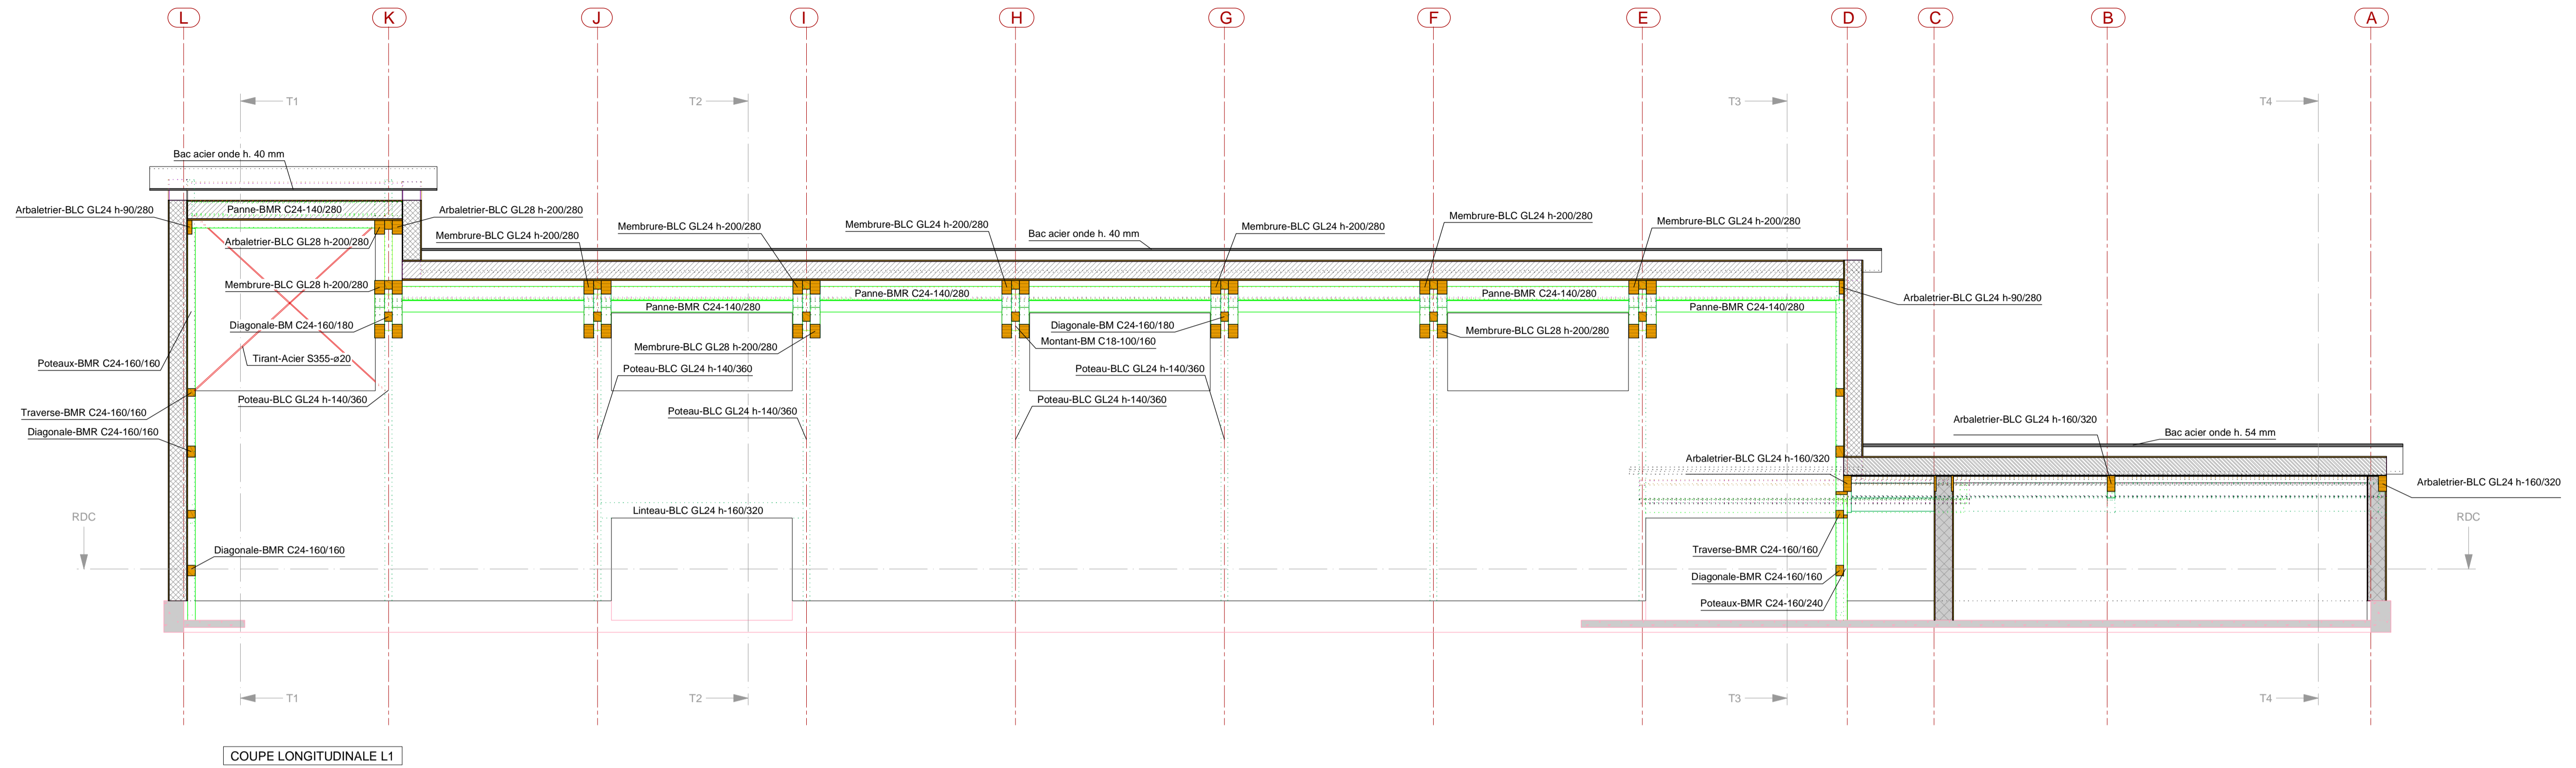 L K J I H G F E D C B A
T1 T2 T3 T4
Bac acier onde h. 40 mm
Arbaletrier-BLC GL24 h-90/280
Panne-BMR C24-140/280
Arbaletrier-BLC GL28 h-200/280
Membrure-BLC GL24 h-200/280
Membrure-BLC GL24 h-200/280
Membrure-BLC GL24 h-200/280
Membrure-BLC GL24 h-200/280
Membrure-BLC GL24 h-200/280
Membrure-BLC GL24 h-200/280
Bac acier onde h. 40 mm
Arbaletrier-BLC GL28 h-200/280
Membrure-BLC GL28 h-200/280
Panne-BMR C24-140/280
Panne-BMR C24-140/280
Panne-BMR C24-140/280
Panne-BMR C24-140/280
Arbaletrier-BLC GL24 h-90/280
Diagonale-BM C24-160/180
Diagonale-BM C24-160/180
Membrure-BLC GL28 h-200/280
Montant-BM C18-100/160
Membrure-BLC GL28 h-200/280
Poteaux-BMR C24-160/160
Tirant-Acier S355-ø20
Poteau-BLC GL24 h-140/360
Poteau-BLC GL24 h-140/360
Poteau-BLC GL24 h-140/360
Poteau-BLC GL24 h-140/360
Poteau-BLC GL24 h-140/360
Traverse-BMR C24-160/160
Diagonale-BMR C24-160/160
Arbaletrier-BLC GL24 h-160/320
Bac acier onde h. 54 mm
Arbaletrier-BLC GL24 h-160/320
Arbaletrier-BLC GL24 h-160/320
RDC
Linteau-BLC GL24 h-160/320
RDC
Diagonale-BMR C24-160/160
Traverse-BMR C24-160/160
Diagonale-BMR C24-160/160
Poteaux-BMR C24-160/240
T1 T2 T3 T4
COUPE LONGITUDINALE L1